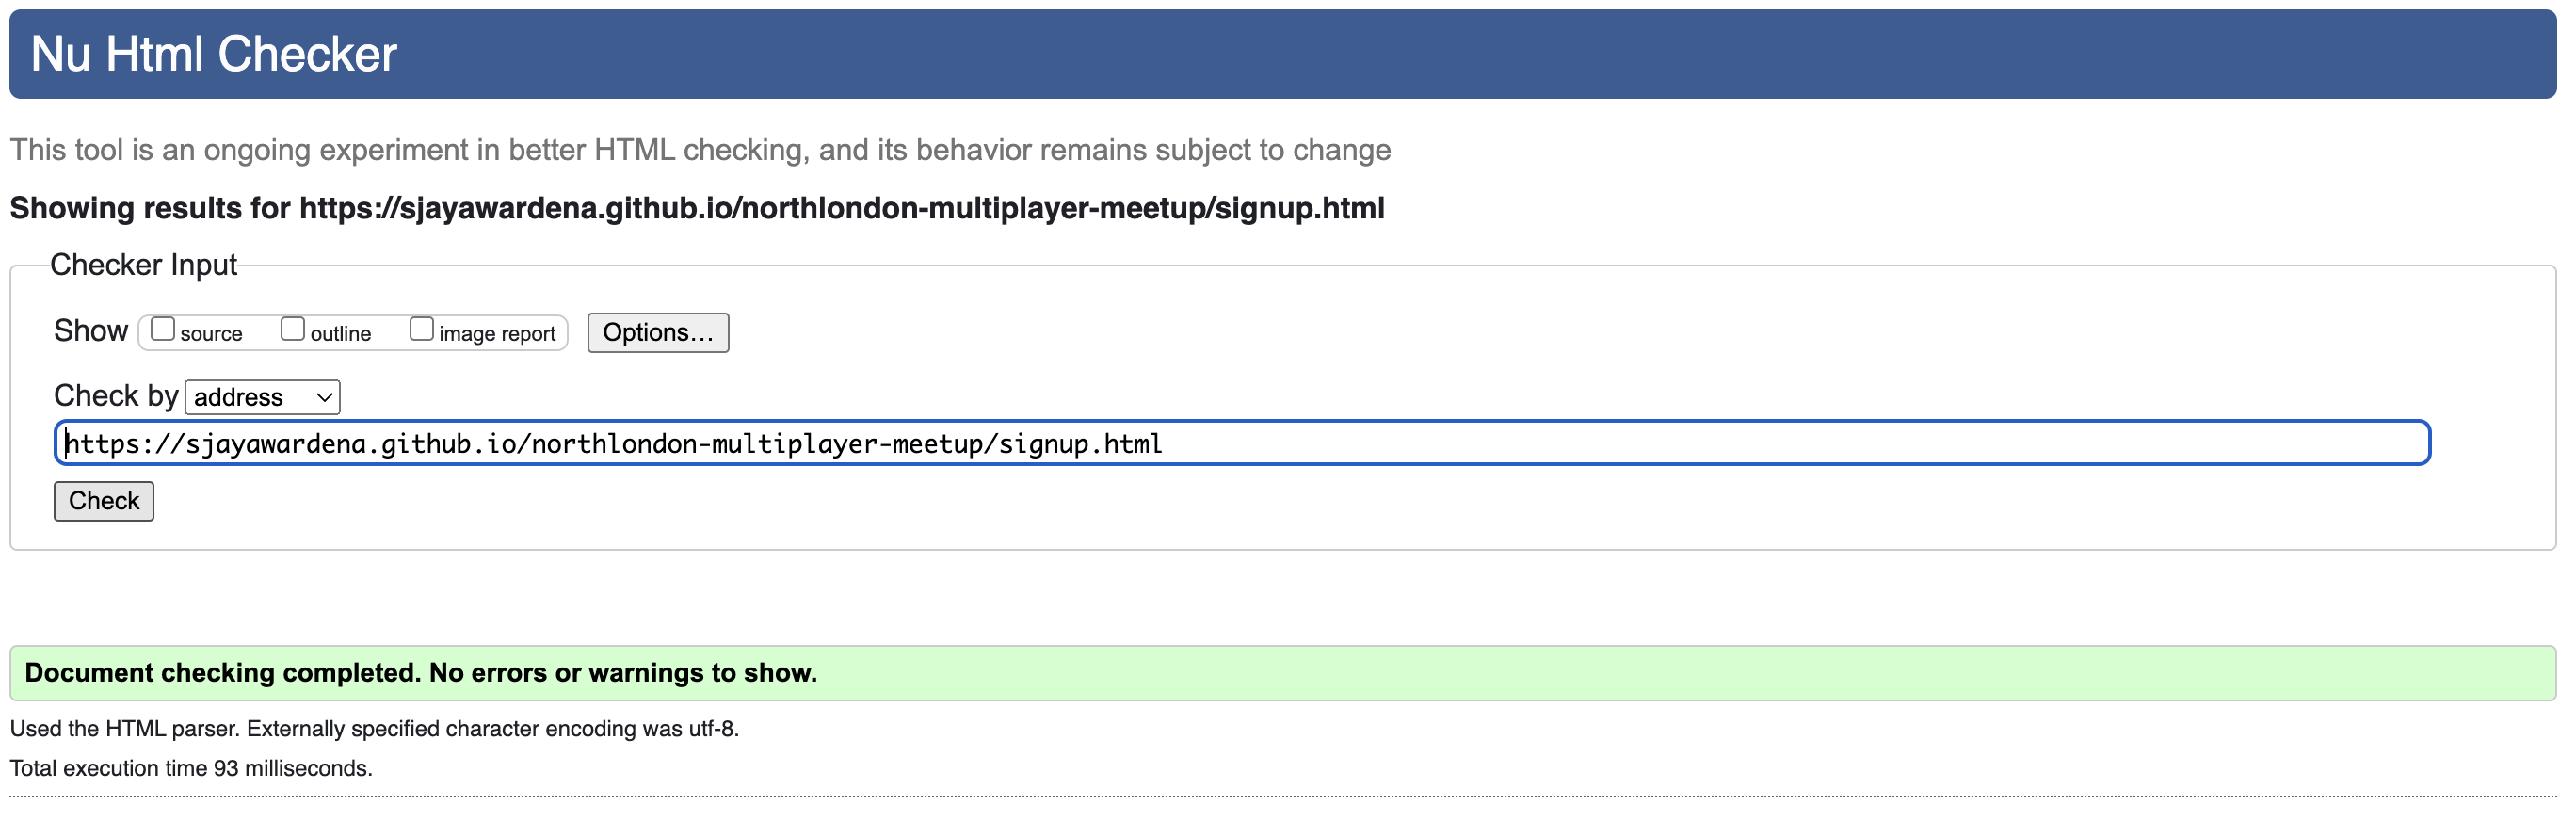 Nu Html Checker
This tool is an ongoing experiment in better HTML checking, and its behavior remains subject to change
Showing results for https://sjayawardena.github.io/northlondon-multiplayer-meetup/signup.html
Checker Input
Show source outline image report Options…
Check by address
https://sjayawardena.github.io/northlondon-multiplayer-meetup/signup.html
Check
Document checking completed. No errors or warnings to show.
Used the HTML parser. Externally specified character encoding was utf-8.
Total execution time 93 milliseconds.